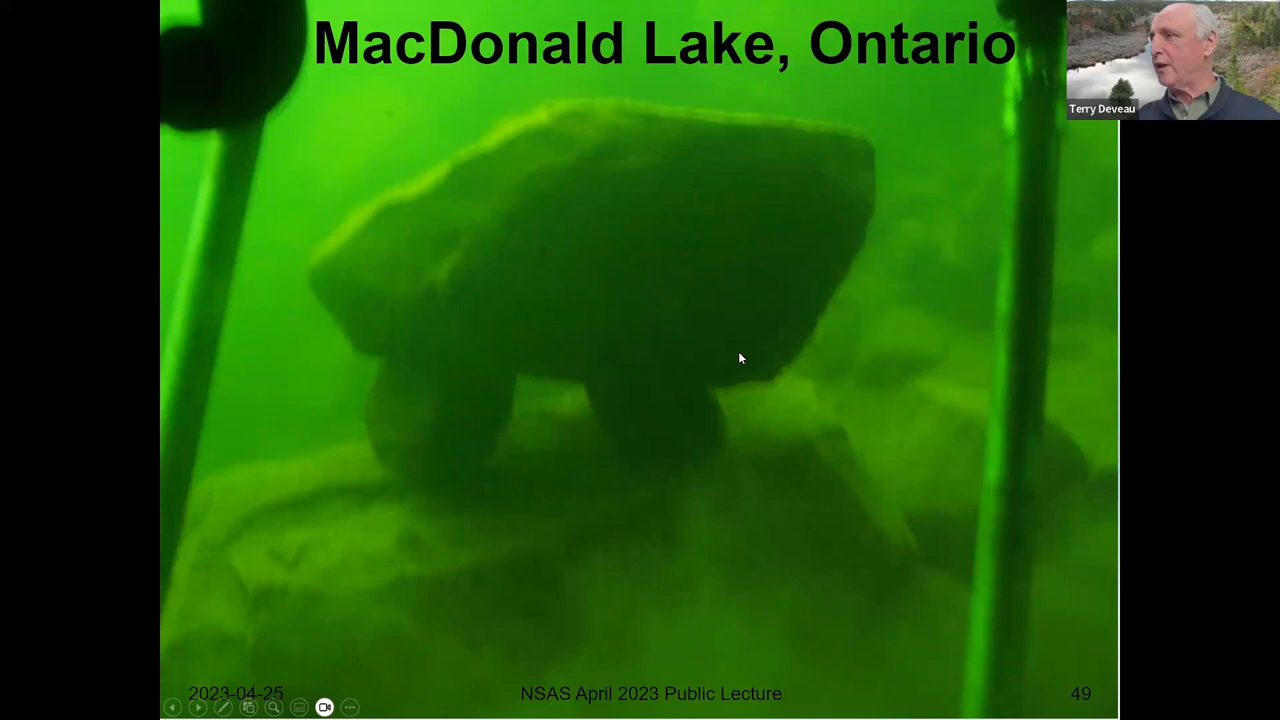 MacDonald Lake, Ontario
Terry Deveau
2023-04-25
NSAS April 2023 Public Lecture
49